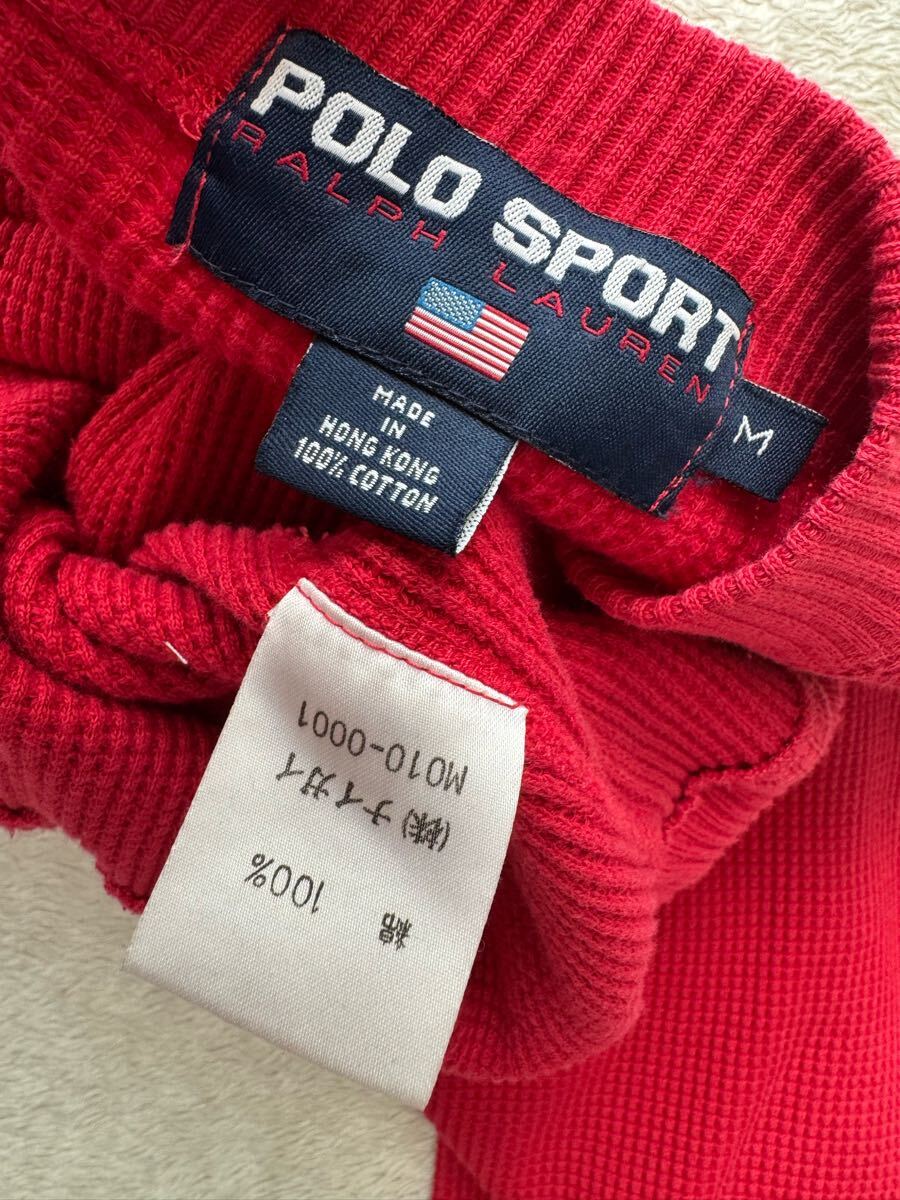 POLO SPORT
RALPH LAUREN
M
MADE
IN
HONG KONG
100% COTTON
綿 100%
(株)ナイガイ
M010-0001